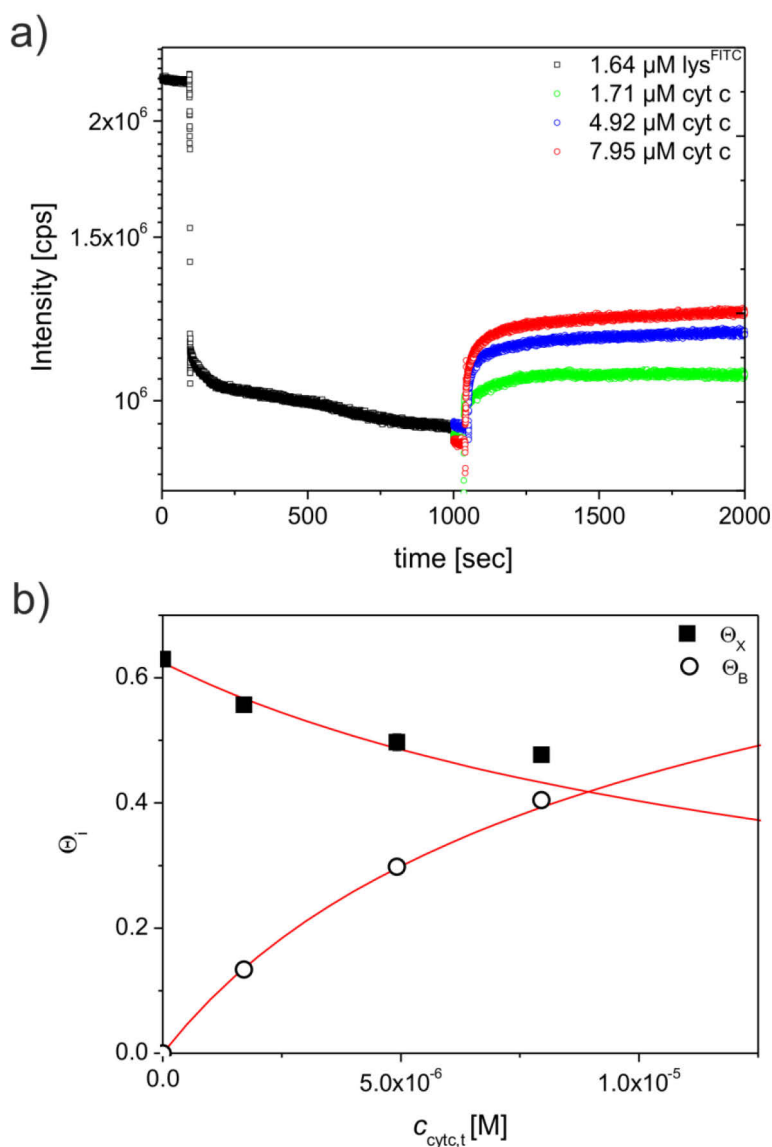 a)
1.64 µM lys^FITC
1.71 µM cyt c
4.92 µM cyt c
7.95 µM cyt c
2x10^6
1.5x10^6
10^6
Intensity [cps]
0 500 1000 1500 2000
time [sec]
b)
Θ_X
Θ_B
0.6
0.4
0.2
0.0
Θ_i
0.0 5.0x10^-6 1.0x10^-5
c_cytc,t [M]